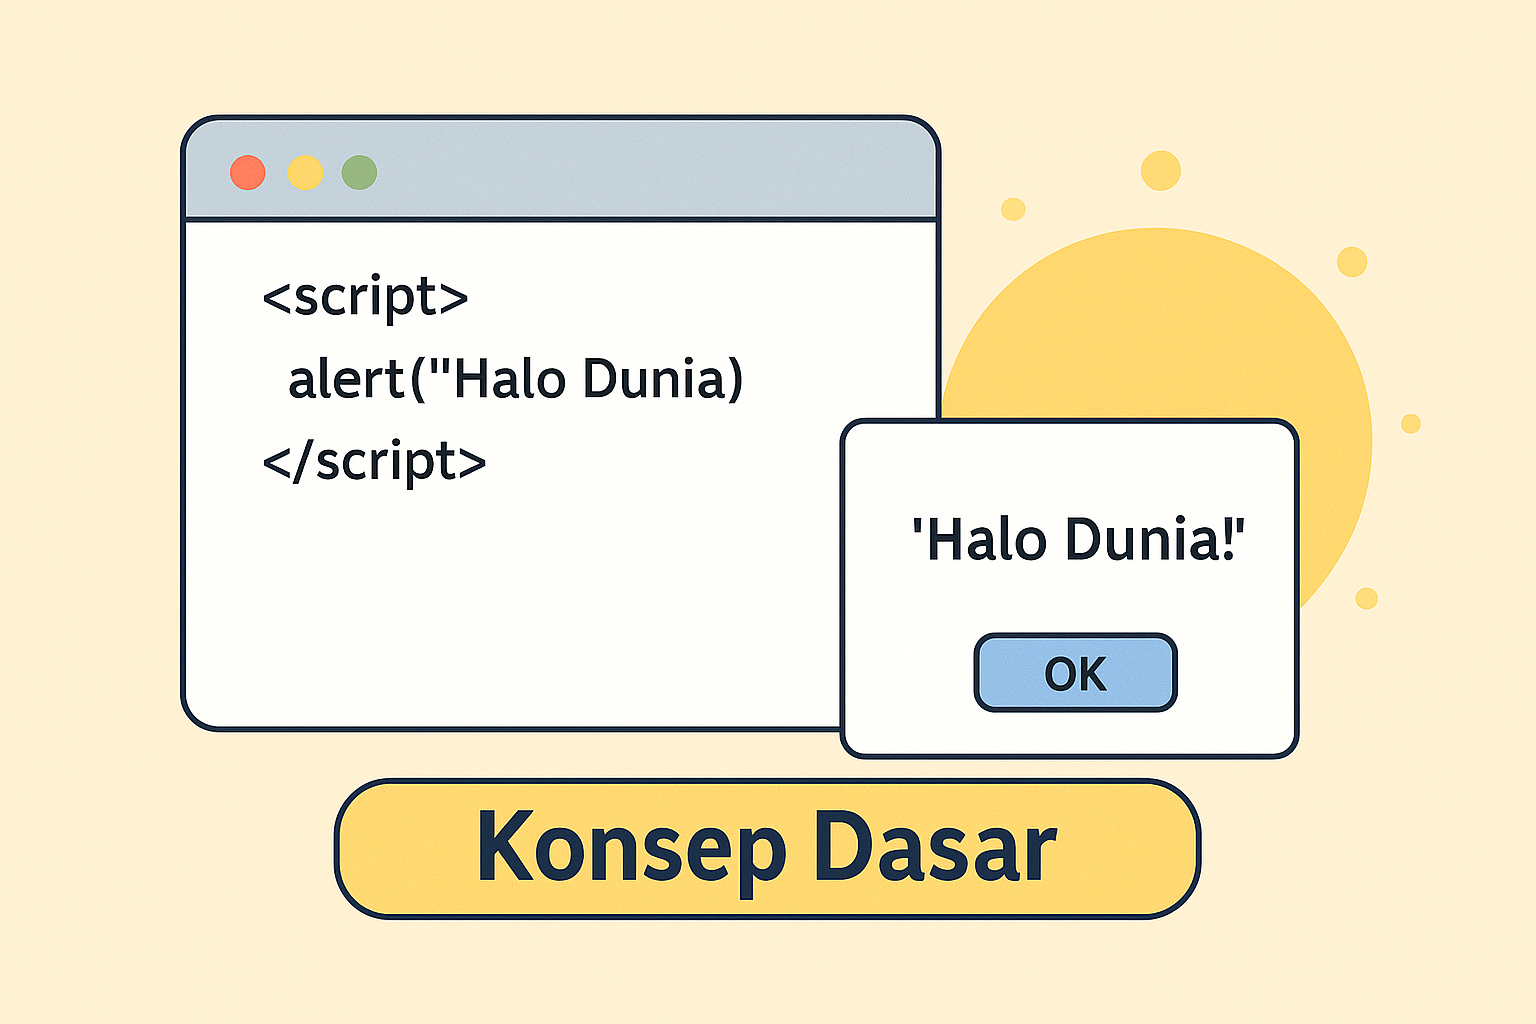 <script>
alert("Halo Dunia)
</script>
'Halo Dunia!'
OK
Konsep Dasar